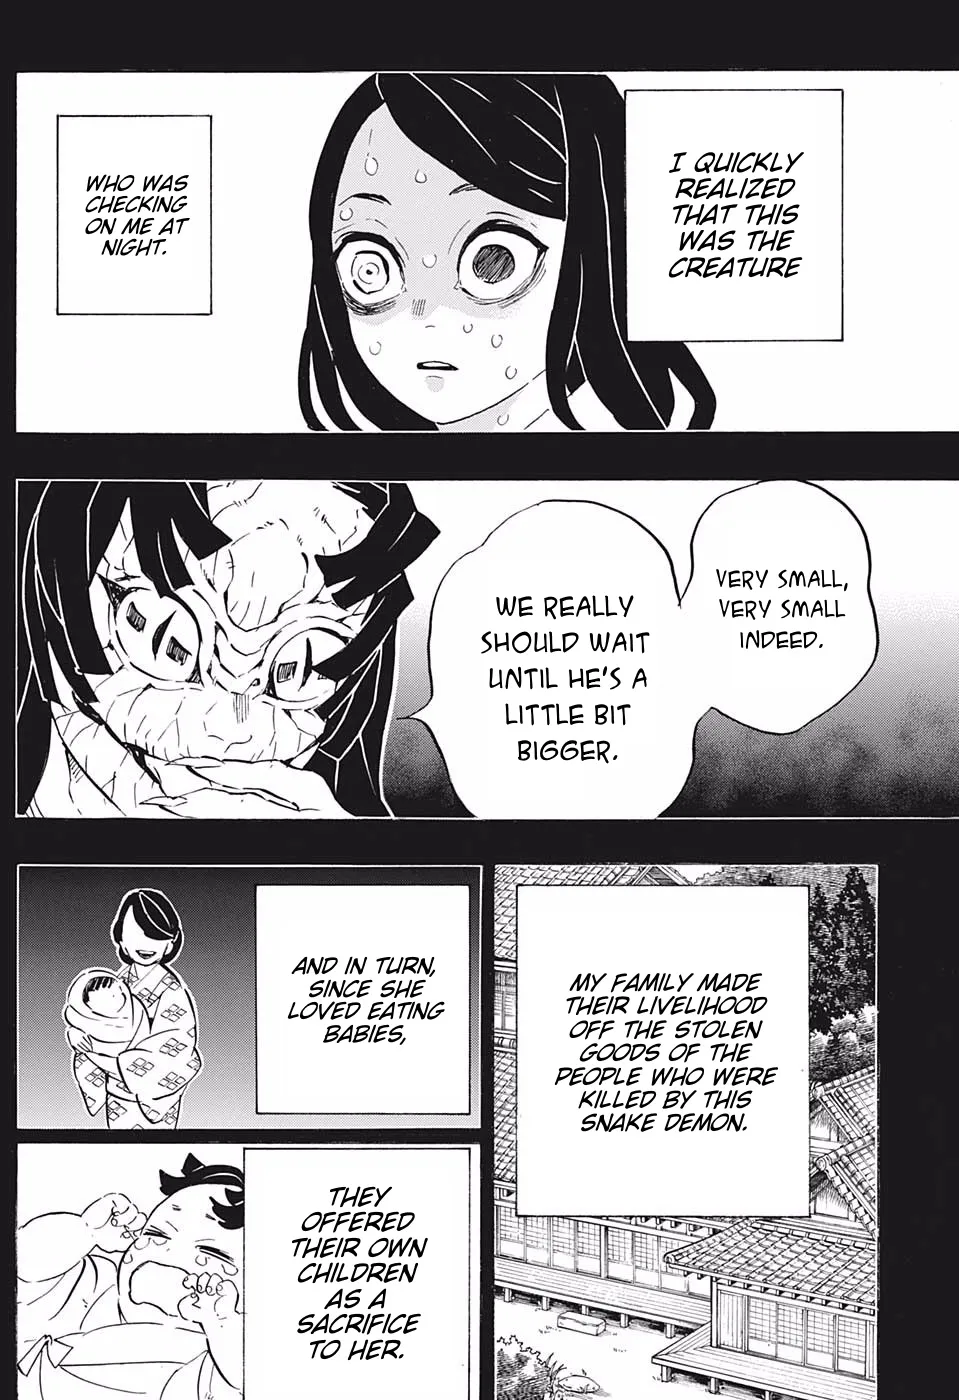 I QUICKLY
REALIZED
THAT THIS
WAS THE
CREATURE
WHO WAS
CHECKING
ON ME AT
NIGHT.
VERY SMALL,
VERY SMALL
INDEED.
WE REALLY
SHOULD WAIT
UNTIL HE'S A
LITTLE BIT
BIGGER.
MY FAMILY MADE
THEIR LIVELIHOOD
OFF THE STOLEN
GOODS OF THE
PEOPLE WHO WERE
KILLED BY THIS
SNAKE DEMON.
AND IN TURN,
SINCE SHE
LOVED EATING
BABIES,
THEY
OFFERED
THEIR OWN
CHILDREN
AS A
SACRIFICE
TO HER.